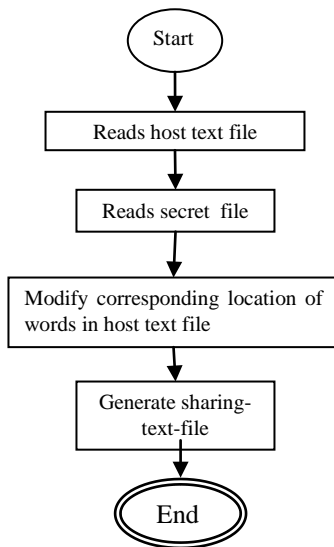 Start
Reads host text file
Reads secret  file
Modify corresponding location of
words in host text file
Generate sharing-
text-file
End